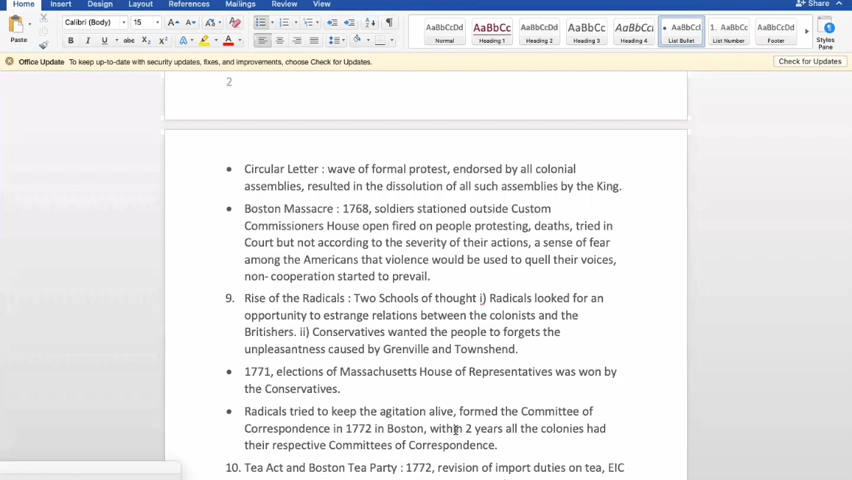 Home Insert Design Layout References Mailings Review View Share
Paste Calibri (Body) 15 A A Aa AaBbCcDd AaBbCc AaBbCcDd AaBbCc AaBbCcI AaBbCcI 1. AaBbCc AaBbCcDd
B I U abc X₂ X² A A Normal Heading 1 Heading 2 Heading 3 Heading 4 List Bullet List Number Footer Styles Pane
Office Update To keep up-to-date with security updates, fixes, and improvements, choose Check for Updates. Check for Updates
2
• Circular Letter : wave of formal protest, endorsed by all colonial
assemblies, resulted in the dissolution of all such assemblies by the King.
• Boston Massacre : 1768, soldiers stationed outside Custom
Commissioners House open fired on people protesting, deaths, tried in
Court but not according to the severity of their actions, a sense of fear
among the Americans that violence would be used to quell their voices,
non- cooperation started to prevail.
9. Rise of the Radicals : Two Schools of thought i) Radicals looked for an
opportunity to estrange relations between the colonists and the
Britishers. ii) Conservatives wanted the people to forgets the
unpleasantness caused by Grenville and Townshend.
• 1771, elections of Massachusetts House of Representatives was won by
the Conservatives.
• Radicals tried to keep the agitation alive, formed the Committee of
Correspondence in 1772 in Boston, within 2 years all the colonies had
their respective Committees of Correspondence.
10. Tea Act and Boston Tea Party : 1772, revision of import duties on tea, EIC